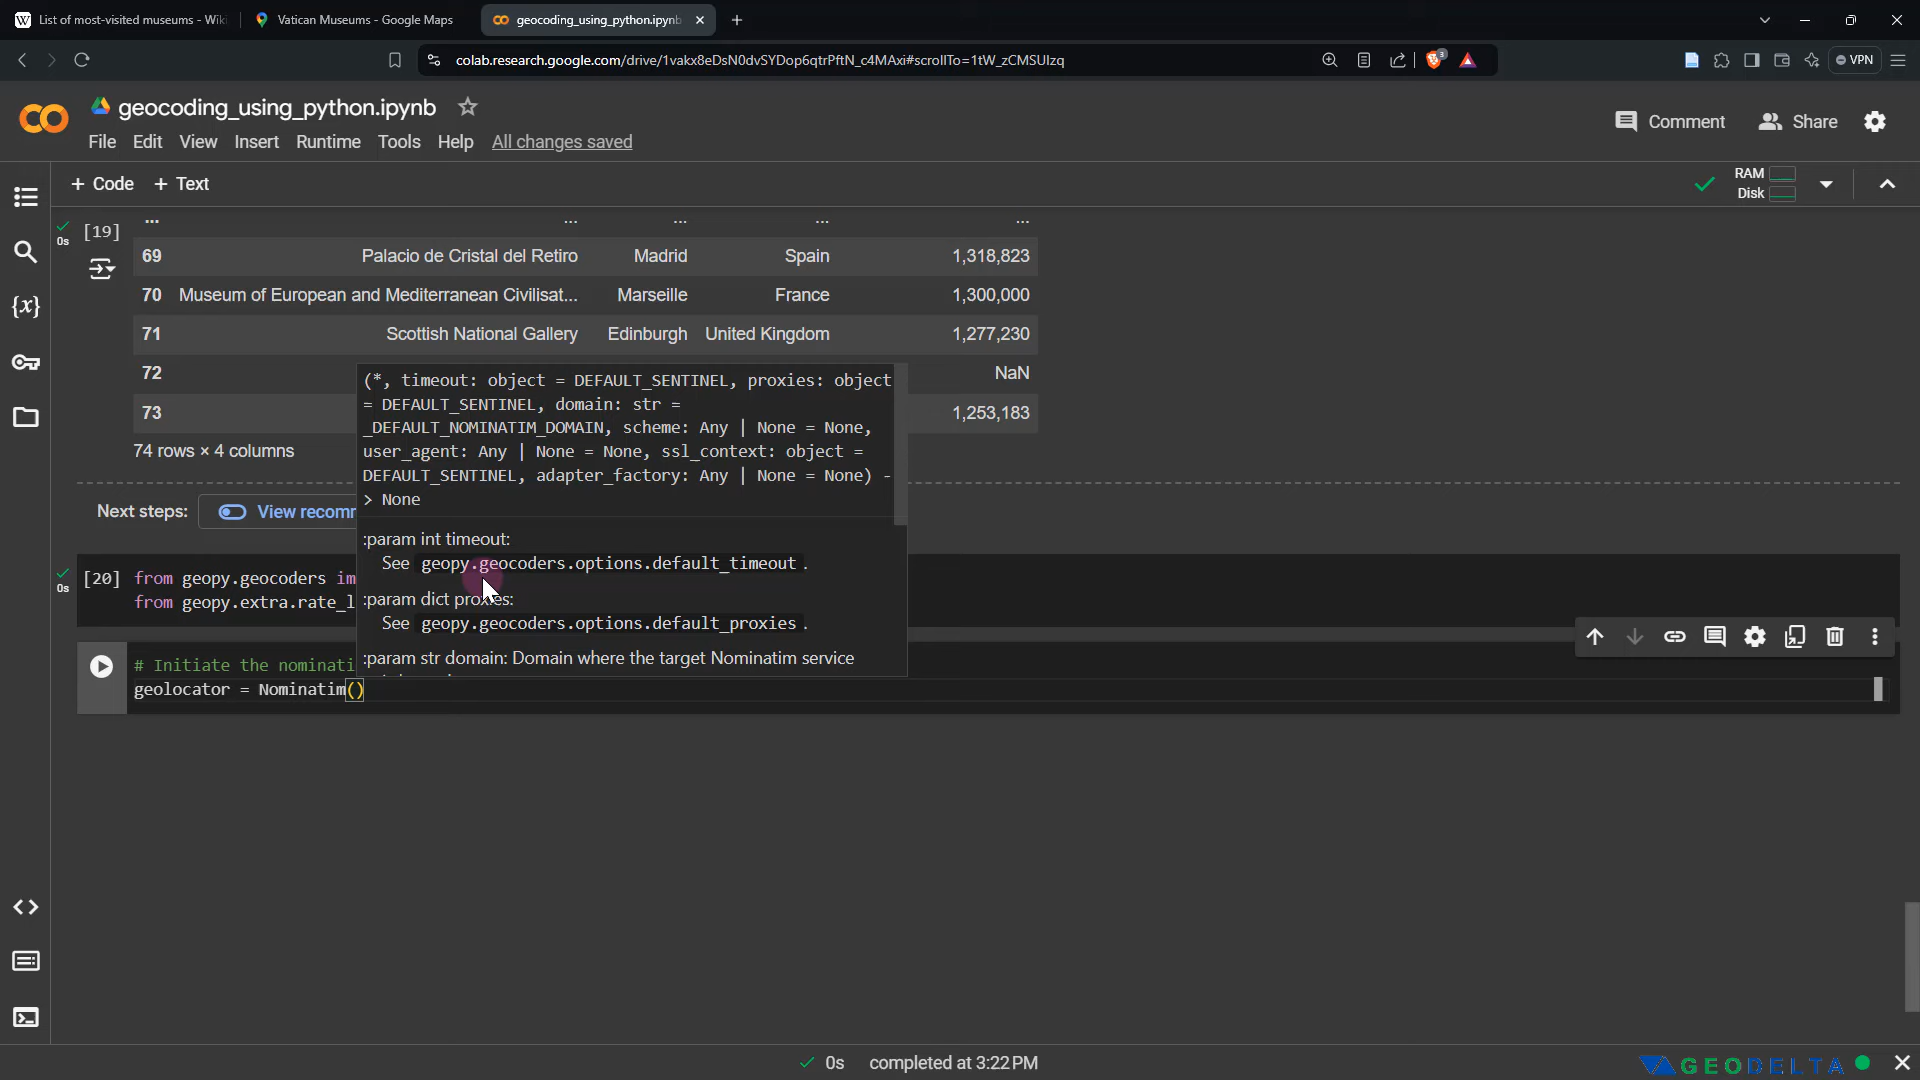 List of most-visited museums - Wiki
Vatican Museums - Google Maps
geocoding_using_python.ipynb
colab.research.google.com/drive/1vakx8eDsN0dvSYDop6qtrPftN_c4MAxi#scrollTo=1tW_zCMSUIzq
3
VPN
geocoding_using_python.ipynb
Comment
Share
File Edit View Insert Runtime Tools Help All changes saved
+ Code + Text
RAM
Disk
0s [19]
... ... ... ... ...
69 Palacio de Cristal del Retiro Madrid Spain 1,318,823
70 Museum of European and Mediterranean Civilisat... Marseille France 1,300,000
71 Scottish National Gallery Edinburgh United Kingdom 1,277,230
72 NaN
73 1,253,183
74 rows × 4 columns
(*, timeout: object = DEFAULT_SENTINEL, proxies: object
= DEFAULT_SENTINEL, domain: str =
_DEFAULT_NOMINATIM_DOMAIN, scheme: Any | None = None,
user_agent: Any | None = None, ssl_context: object =
DEFAULT_SENTINEL, adapter_factory: Any | None = None) -
> None
:param int timeout:
See geopy.geocoders.options.default_timeout .
:param dict proxies:
See geopy.geocoders.options.default_proxies .
:param str domain: Domain where the target Nominatim service
Next steps: View recomm
0s [20] from geopy.geocoders im
from geopy.extra.rate_l
# Initiate the nominati
geolocator = Nominatim()
0s completed at 3:22 PM
GEODELTA